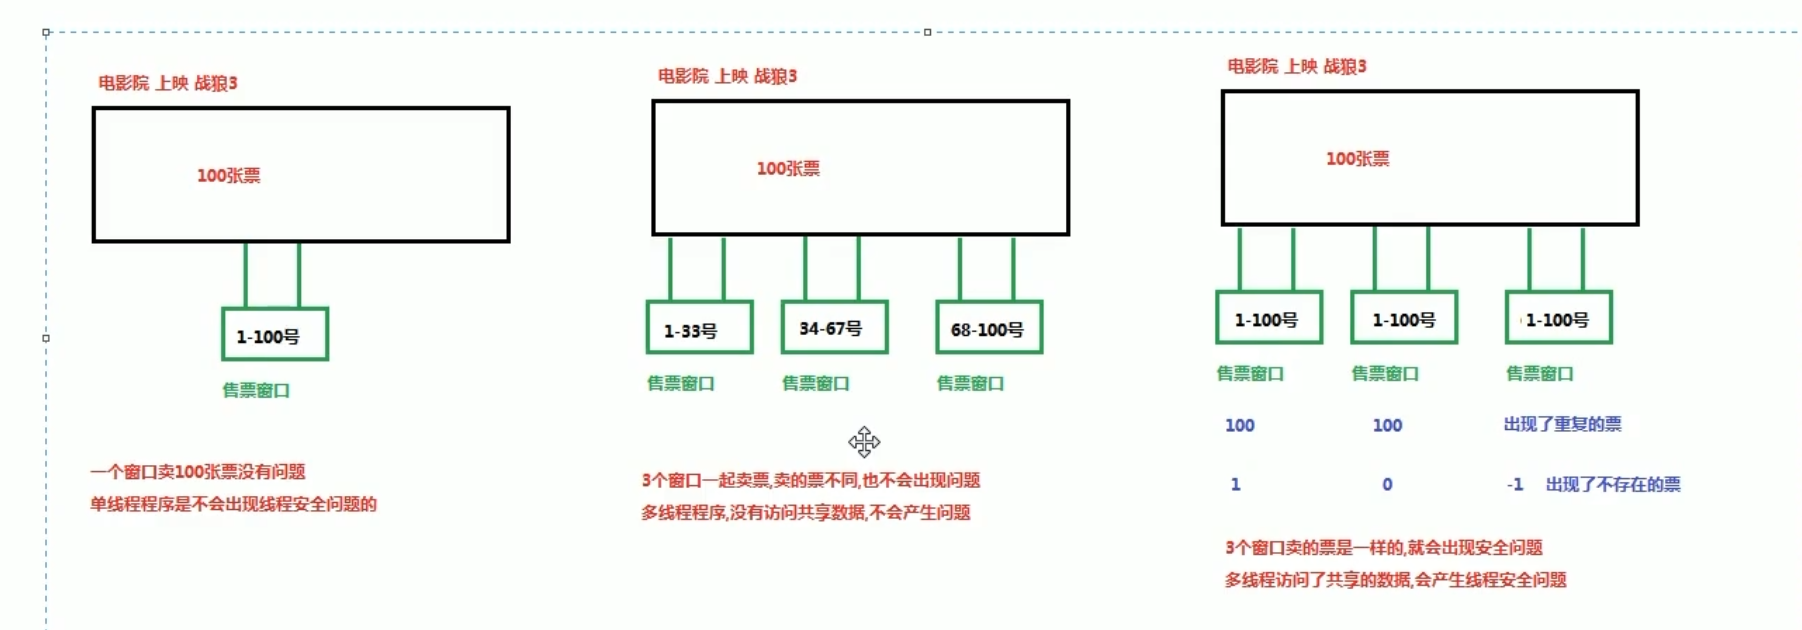 电影院 上映 战狼3
100张票
1-100号
售票窗口
一个窗口卖100张票没有问题
单线程程序是不会出现线程安全问题的
电影院 上映 战狼3
100张票
1-33号
34-67号
68-100号
售票窗口
售票窗口
售票窗口
3个窗口一起卖票,卖的票不同,也不会出现问题
多线程程序,没有访问共享数据,不会产生问题
电影院 上映 战狼3
100张票
1-100号
1-100号
1-100号
售票窗口
售票窗口
售票窗口
100
100
出现了重复的票
1
0
-1 出现了不存在的票
3个窗口卖的票是一样的,就会出现安全问题
多线程访问了共享的数据,会产生线程安全问题